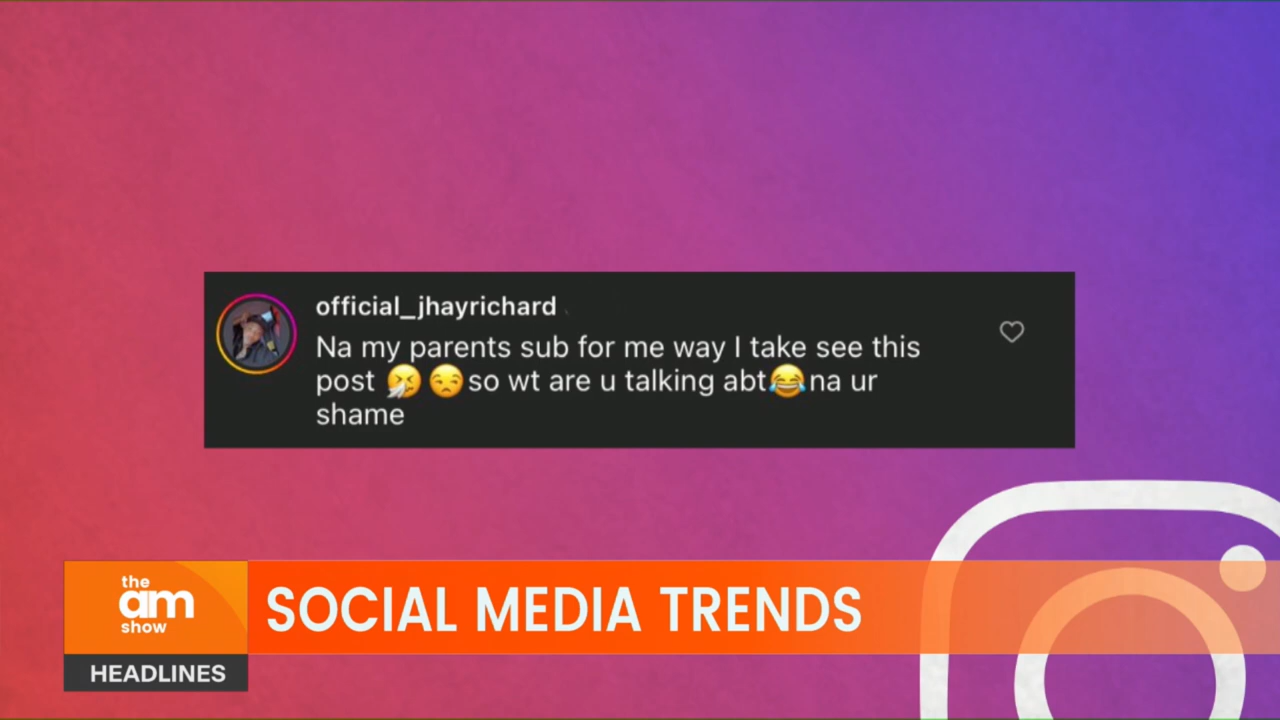 official_jhayrichard
Na my parents sub for me way I take see this
post 🤧😒so wt are u talking abt😂na ur
shame
the
am
show
SOCIAL MEDIA TRENDS
HEADLINES